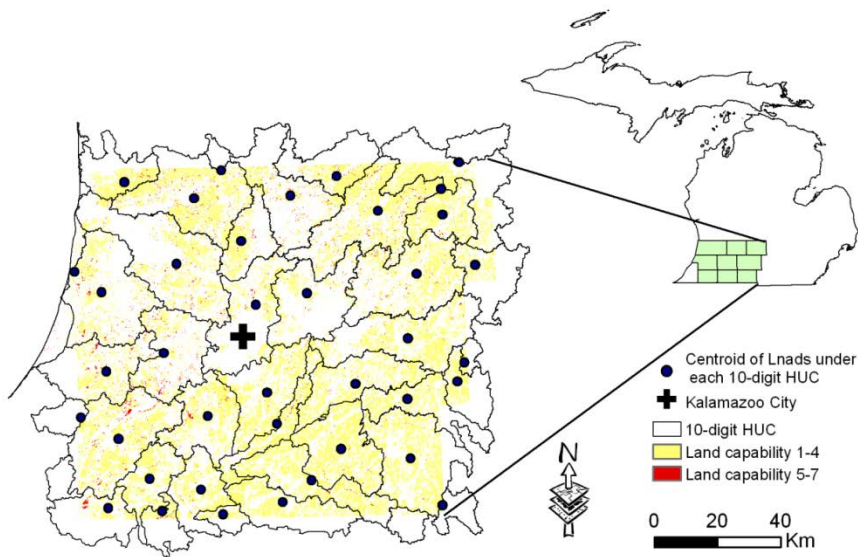 Centroid of Lnads under
each 10-digit HUC
Kalamazoo City
10-digit HUC
Land capability 1-4
Land capability 5-7
N
0 20 40
Km